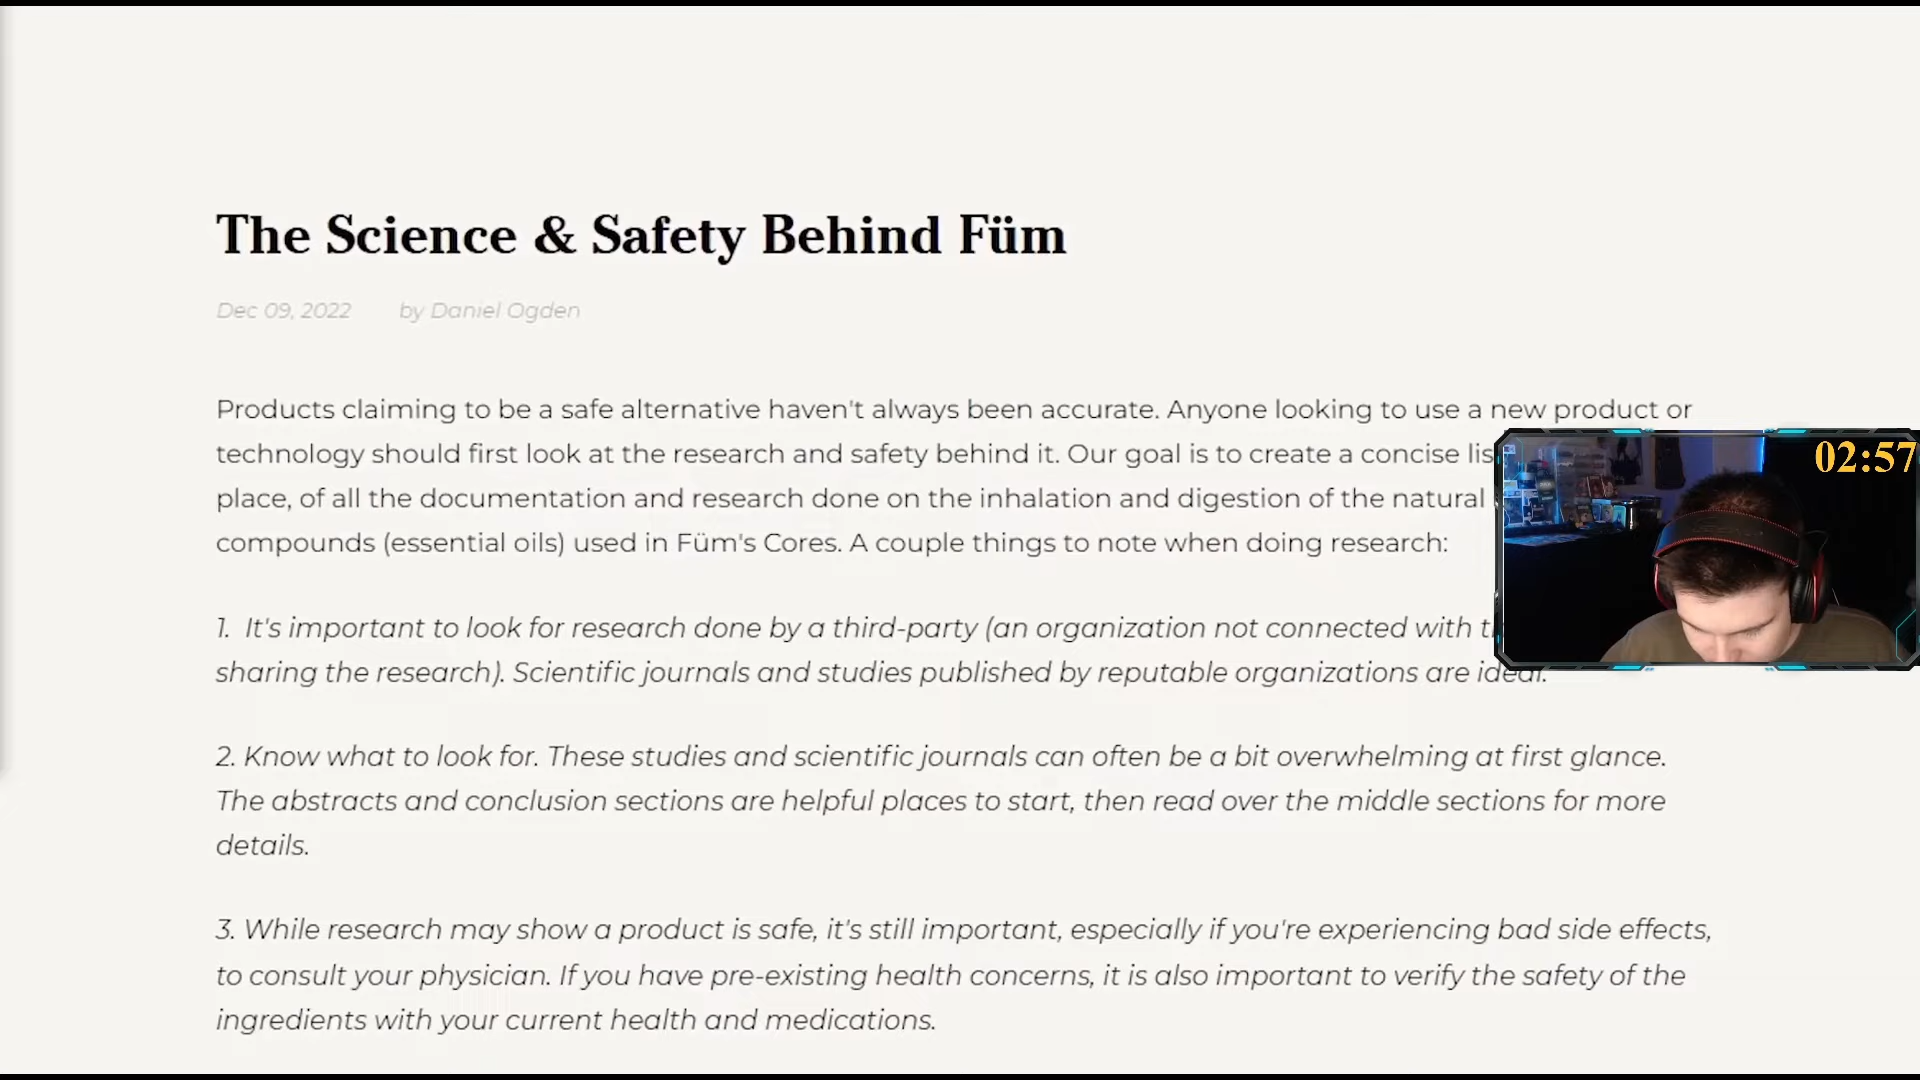 The Science & Safety Behind Füm
Dec 09, 2022 by Daniel Ogden
Products claiming to be a safe alternative haven't always been accurate. Anyone looking to use a new product or
technology should first look at the research and safety behind it. Our goal is to create a concise
place, of all the documentation and research done on the inhalation and digestion of the natural
compounds (essential oils) used in Füm's Cores. A couple things to note when doing research:
02:57
1. It's important to look for research done by a third-party (an organization not connected with
sharing the research). Scientific journals and studies published by reputable organizations are ideal.
2. Know what to look for. These studies and scientific journals can often be a bit overwhelming at first glance.
The abstracts and conclusion sections are helpful places to start, then read over the middle sections for more
details.
3. While research may show a product is safe, it's still important, especially if you're experiencing bad side effects,
to consult your physician. If you have pre-existing health concerns, it is also important to verify the safety of the
ingredients with your current health and medications.